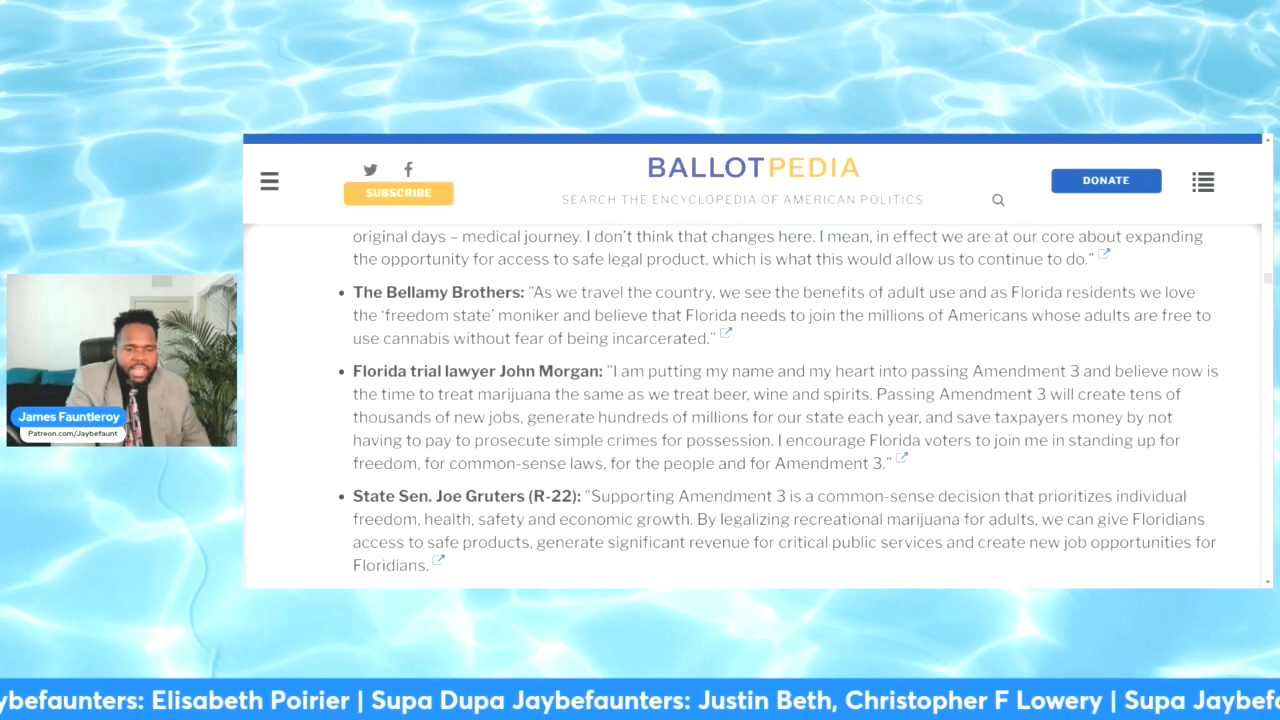 BALLOTPEDIA
SUBSCRIBE
SEARCH THE ENCYCLOPEDIA OF AMERICAN POLITICS
DONATE
original days – medical journey. I don't think that changes here. I mean, in effect we are at our core about expanding
the opportunity for access to safe legal product, which is what this would allow us to continue to do."
The Bellamy Brothers: "As we travel the country, we see the benefits of adult use and as Florida residents we love
the 'freedom state' moniker and believe that Florida needs to join the millions of Americans whose adults are free to
use cannabis without fear of being incarcerated."
Florida trial lawyer John Morgan: "I am putting my name and my heart into passing Amendment 3 and believe now is
the time to treat marijuana the same as we treat beer, wine and spirits. Passing Amendment 3 will create tens of
thousands of new jobs, generate hundreds of millions for the state each year, and save taxpayers money by not
having to pay to prosecute simple crimes for possession. I encourage Florida voters to join me in standing up for
freedom, for common-sense laws, for the people and for Amendment 3."
State Sen. Joe Gruters (R-22): "Supporting Amendment 3 is a common-sense decision that prioritizes individual
freedom, health, safety and economic growth. By legalizing recreational marijuana for adults, we can give Floridians
access to safe products, generate significant revenue for critical public services and create new job opportunities for
Floridians.
James Fauntleroy
Patreon.com/Jaybefaunt
ybefaunters: Elisabeth Poirier | Supa Dupa Jaybefaunters: Justin Beth, Christopher F Lowery | Supa Jaybefa